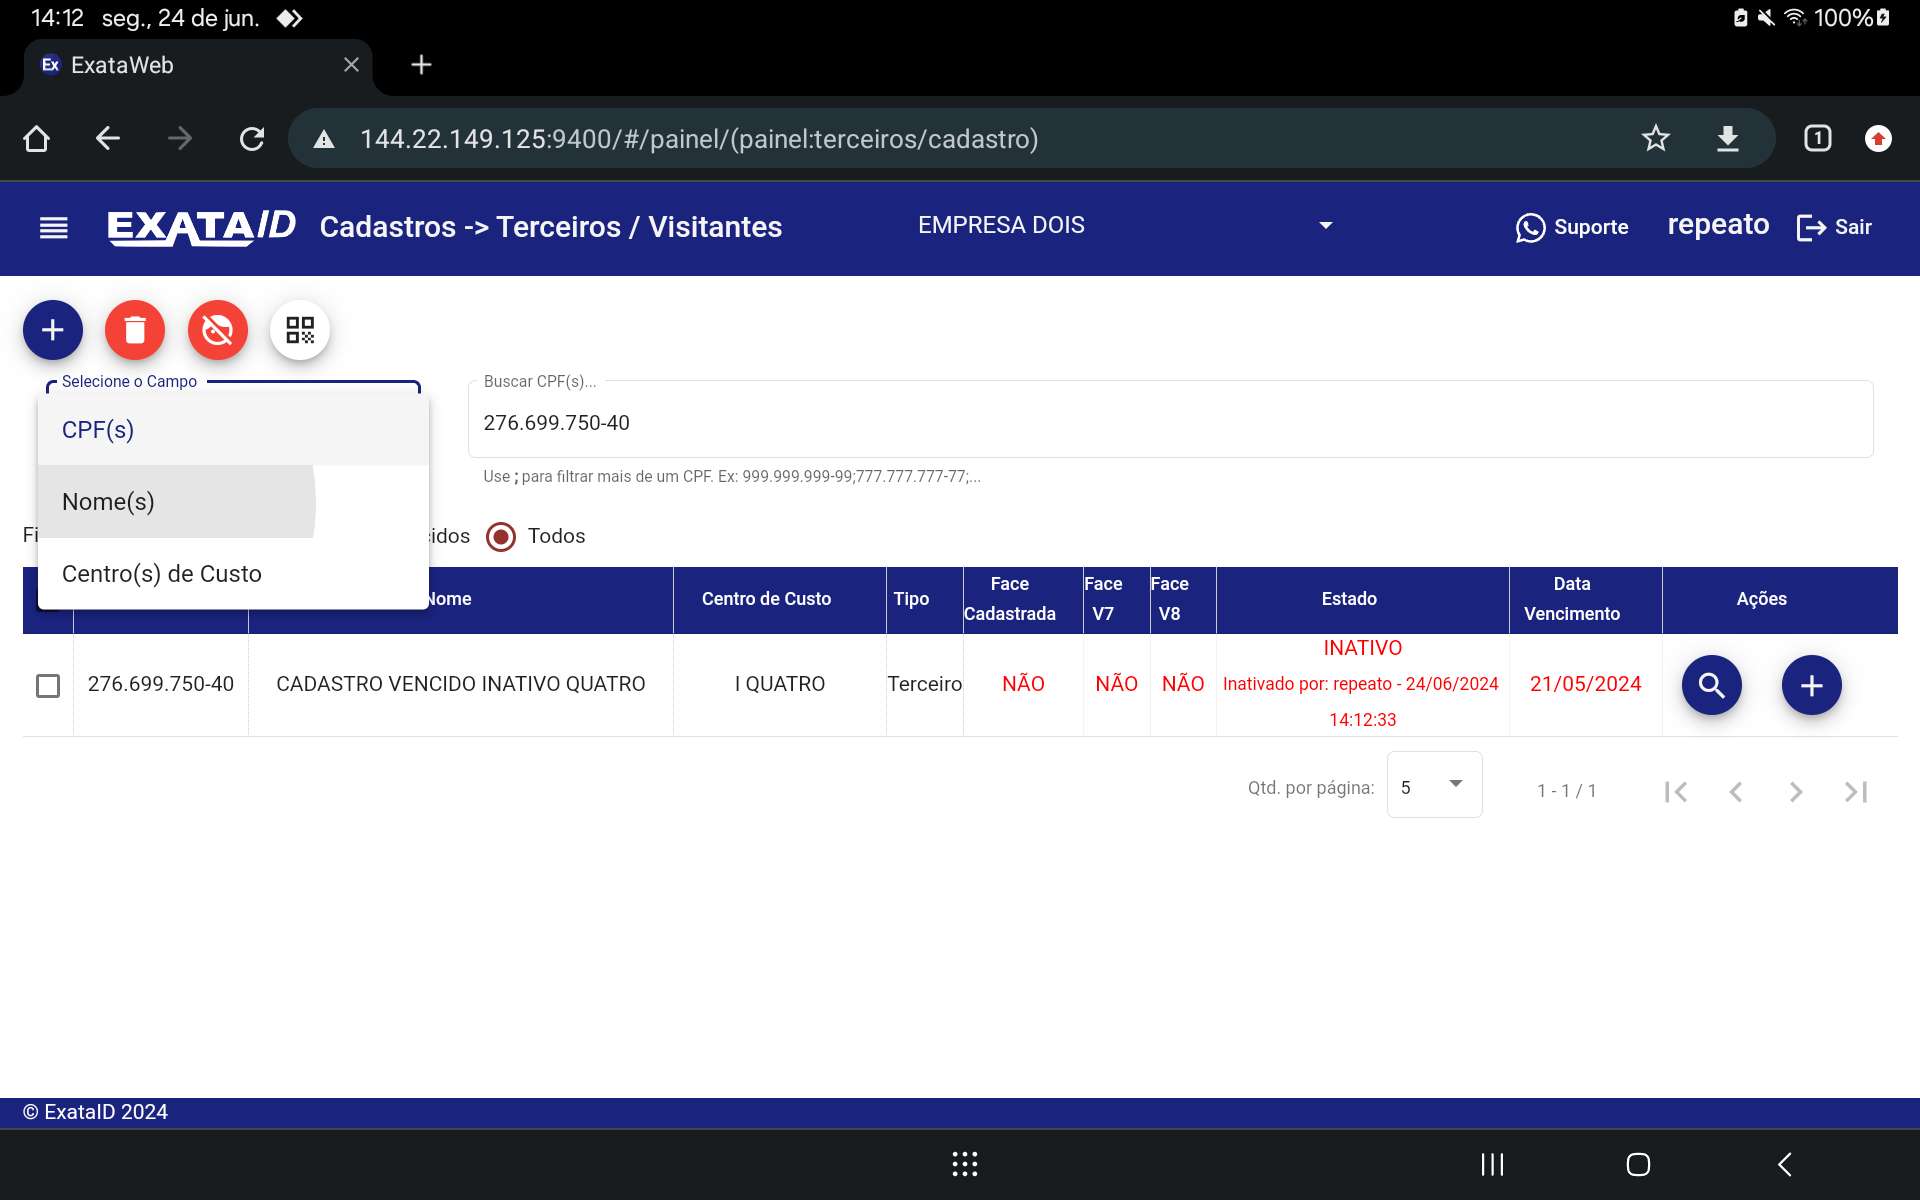 14:12 seg., 24 de jun. 100%
Ex ExataWeb
144.22.149.125:9400/#/painel/(painel:terceiros/cadastro) 1
EXATAID Cadastros -> Terceiros / Visitantes EMPRESA DOIS Suporte repeato Sair
Selecione o Campo Buscar CPF(s)...
CPF(s) 276.699.750-40
Use ; para filtrar mais de um CPF. Ex: 999.999.999-99;777.777.777-77;...
Nome(s)
Fi cidos Todos
Centro(s) de Custo
Nome Centro de Custo Tipo Face Cadastrada Face V7 Face V8 Estado Data Vencimento Ações
276.699.750-40 CADASTRO VENCIDO INATIVO QUATRO I QUATRO Terceiro NÃO NÃO NÃO INATIVO
Inativado por: repeato - 24/06/2024
14:12:33 21/05/2024
Qtd. por página: 5 1 - 1 / 1
© ExataID 2024